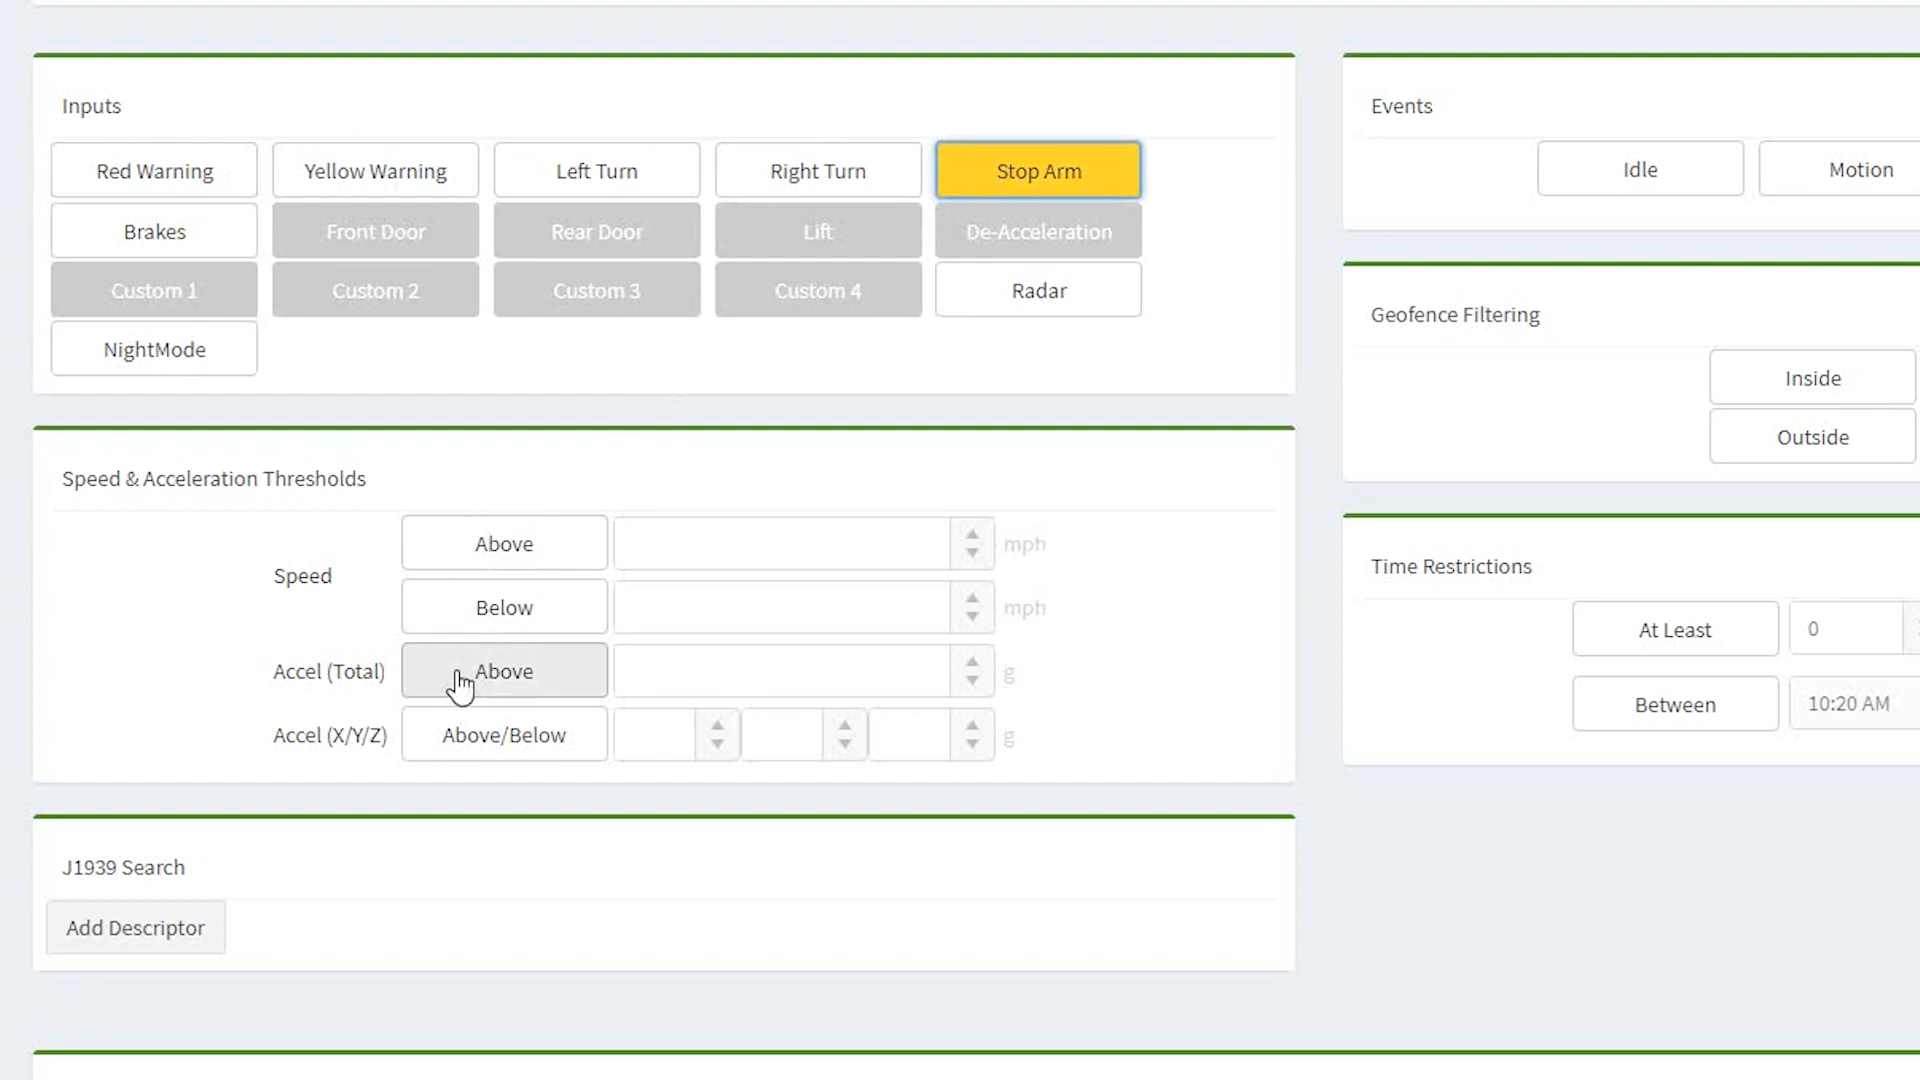 Inputs
Red Warning Yellow Warning Left Turn Right Turn Stop Arm
Brakes Front Door Rear Door Lift De-Acceleration
Custom 1 Custom 2 Custom 3 Custom 4 Radar
NightMode
Speed & Acceleration Thresholds
Speed
Above mph
Below mph
Accel (Total) Above g
Accel (X/Y/Z) Above/Below g
J1939 Search
Add Descriptor
Events
Idle Motion
Geofence Filtering
Inside
Outside
Time Restrictions
At Least 0
Between 10:20 AM